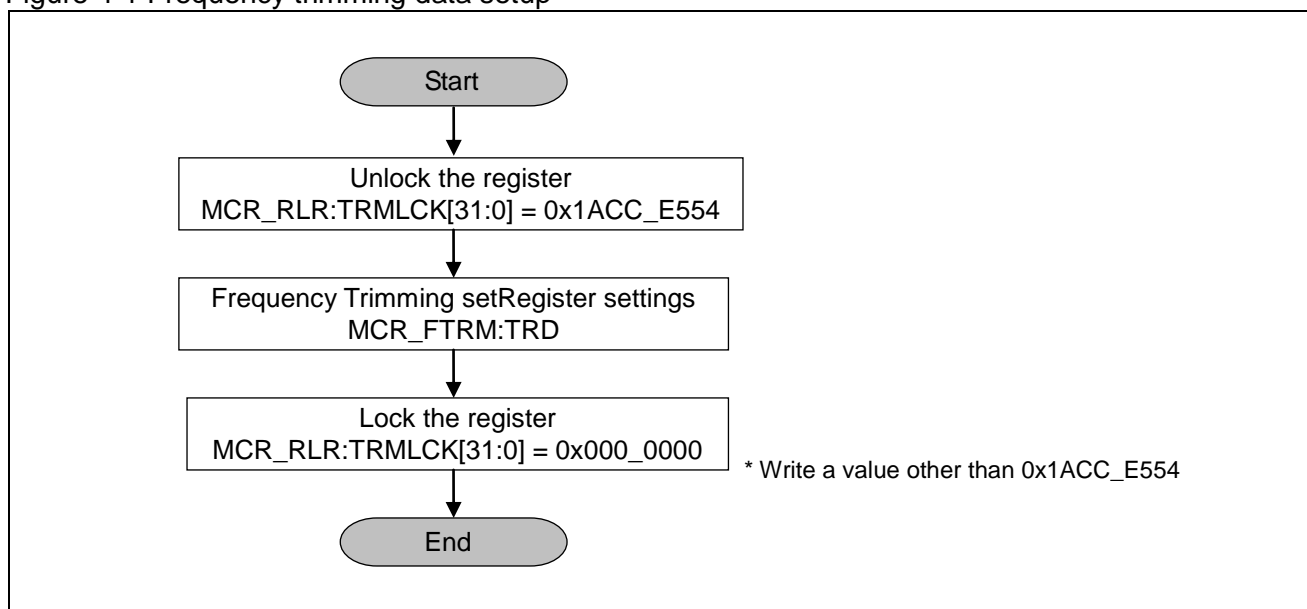 Figure 4-1 Frequency trimming data setup
Start
Unlock the register
MCR_RLR:TRMLCK[31:0] = 0x1ACC_E554
Frequency Trimming setRegister settings
MCR_FTRM:TRD
Lock the register
MCR_RLR:TRMLCK[31:0] = 0x000_0000
* Write a value other than 0x1ACC_E554
End